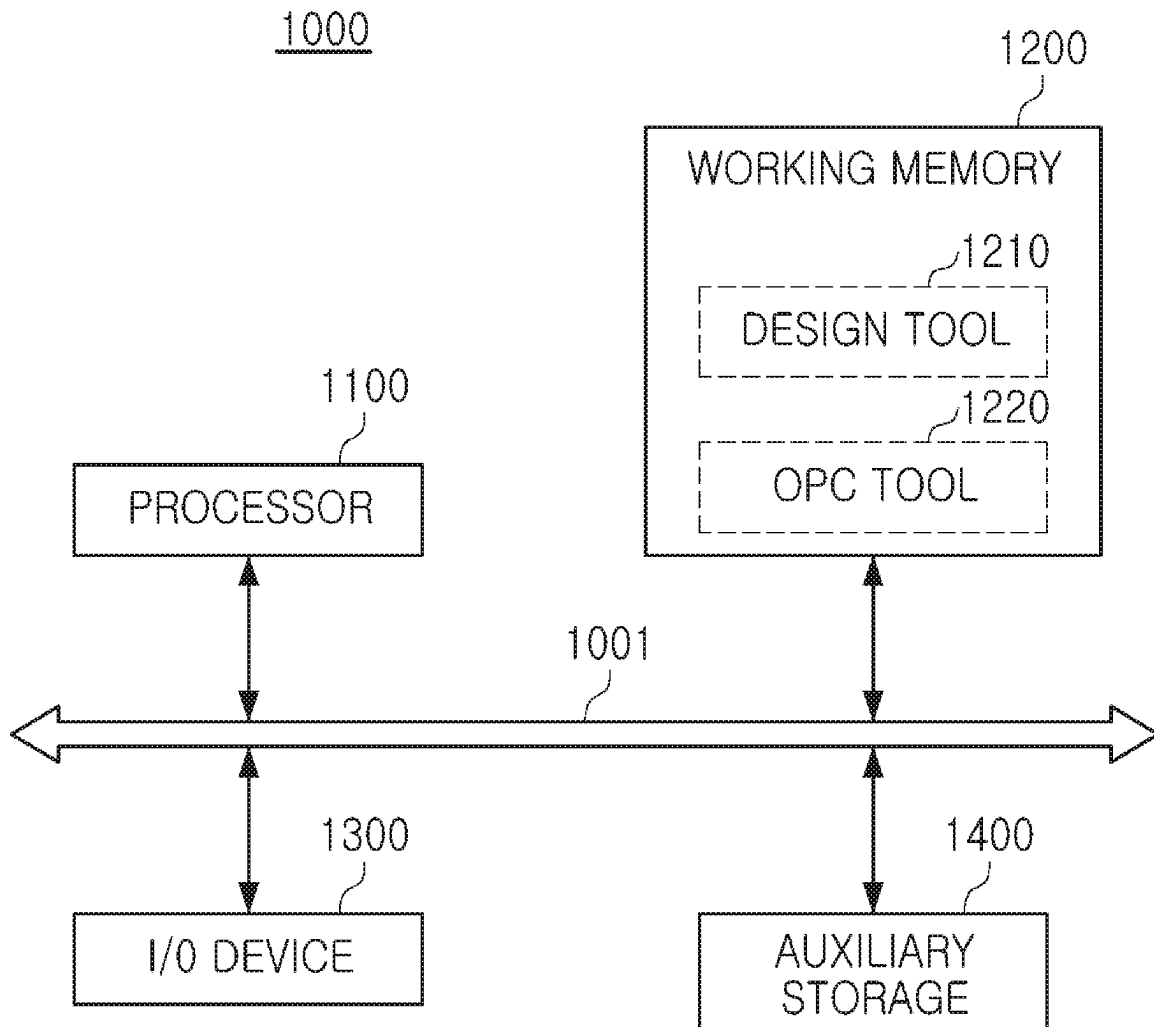 1000
1200
WORKING MEMORY
1210
DESIGN TOOL
1220
OPC TOOL
1100
PROCESSOR
1001
1300
I/0 DEVICE
1400
AUXILIARY
STORAGE